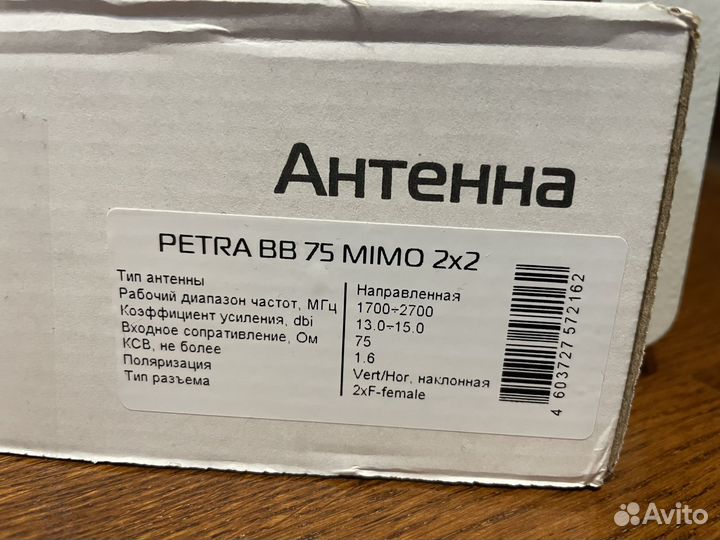 Антенна
PETRA BB 75 MIMO 2x2
Тип антенны Направленная
Рабочий диапазон частот, МГц 1700÷2700
Коэффициент усиления, dbi 13.0÷15.0
Входное сопративление, Ом 75
КСВ, не более 1.6
Поляризация Vert/Hor, наклонная
Тип разъема 2xF-female
4 603727 572162
Avito